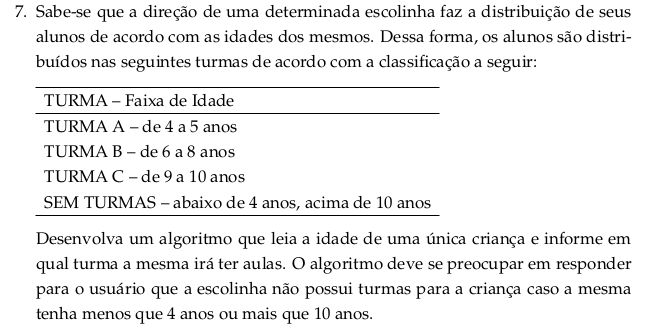 7. Sabe-se que a direção de uma determinada escolinha faz a distribuição de seus
alunos de acordo com as idades dos mesmos. Dessa forma, os alunos são distri-
buídos nas seguintes turmas de acordo com a classificação a seguir:
TURMA – Faixa de Idade
TURMA A – de 4 a 5 anos
TURMA B – de 6 a 8 anos
TURMA C – de 9 a 10 anos
SEM TURMAS – abaixo de 4 anos, acima de 10 anos
Desenvolva um algoritmo que leia a idade de uma única criança e informe em
qual turma a mesma irá ter aulas. O algoritmo deve se preocupar em responder
para o usuário que a escolinha não possui turmas para a criança caso a mesma
tenha menos que 4 anos ou mais que 10 anos.